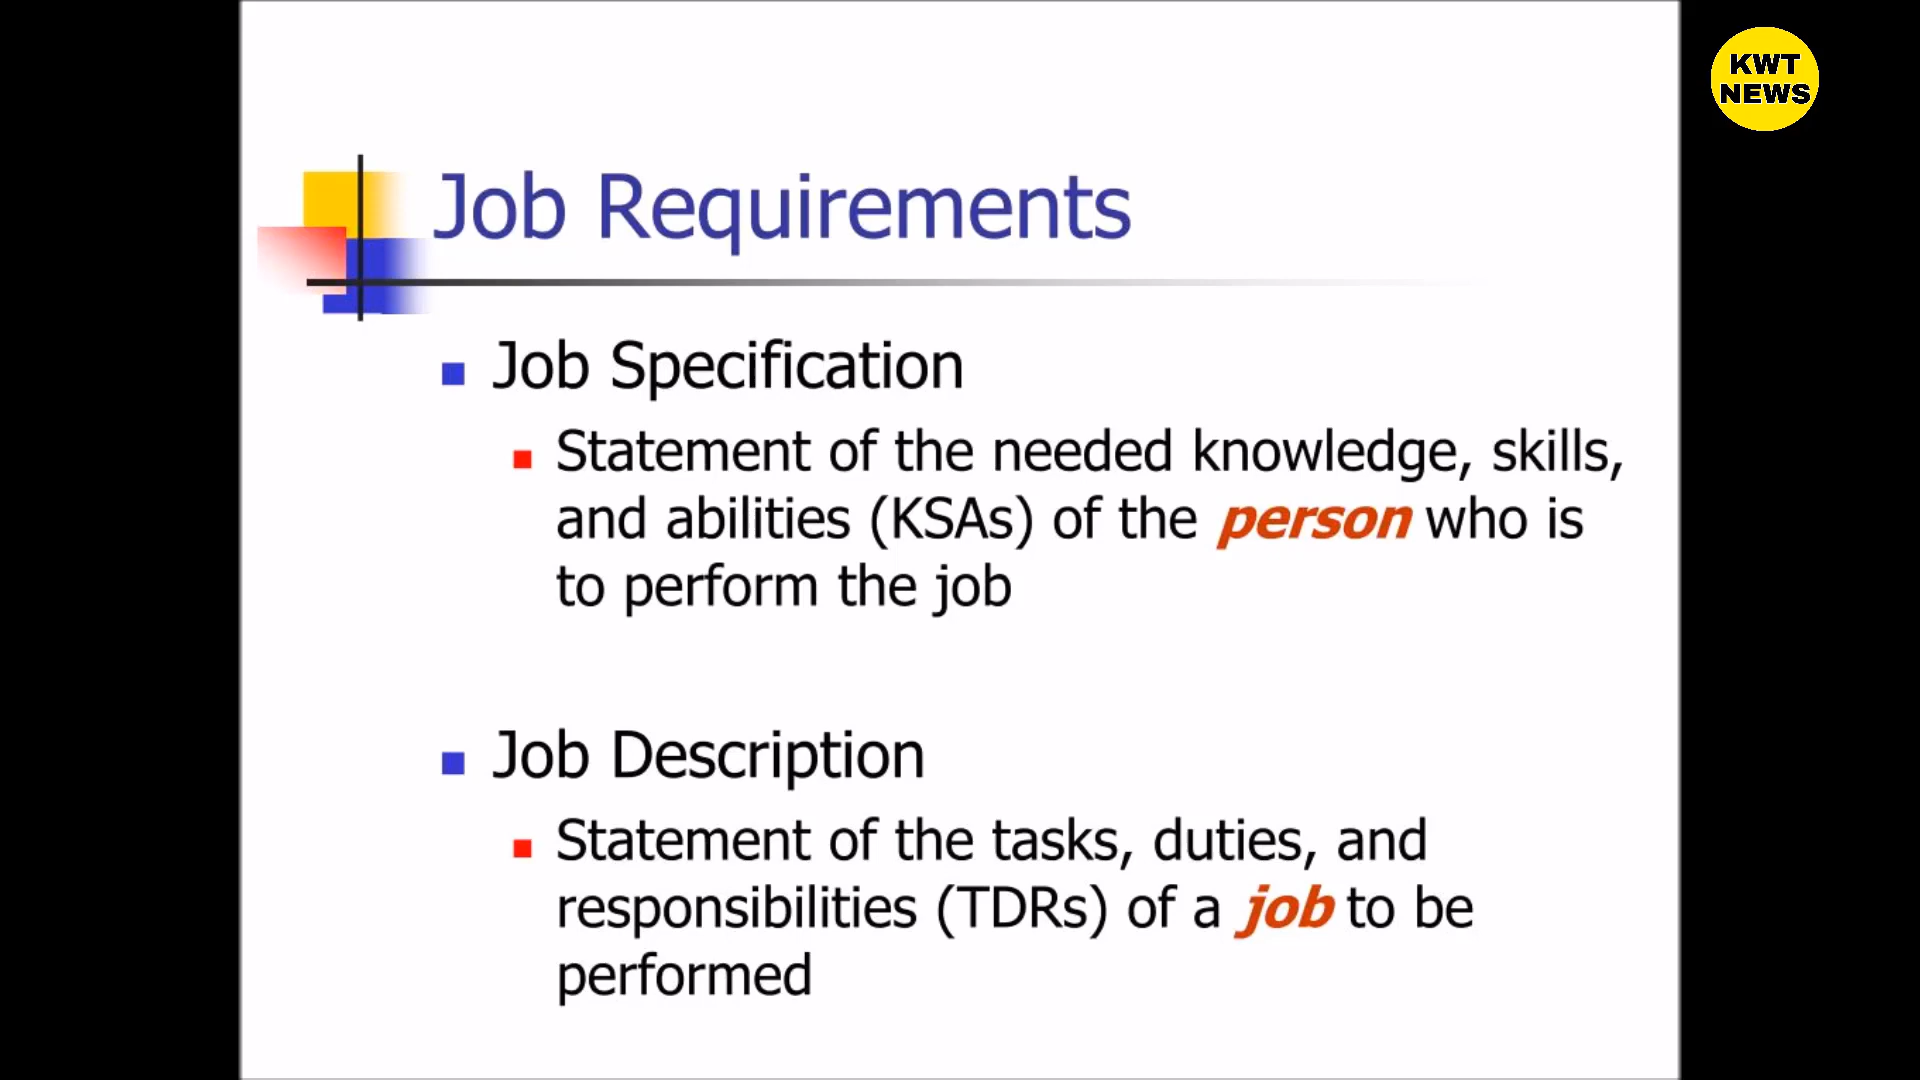 KWT
NEWS
Job Requirements
Job Specification
Statement of the needed knowledge, skills,
and abilities (KSAs) of the person who is
to perform the job
Job Description
Statement of the tasks, duties, and
responsibilities (TDRs) of a job to be
performed